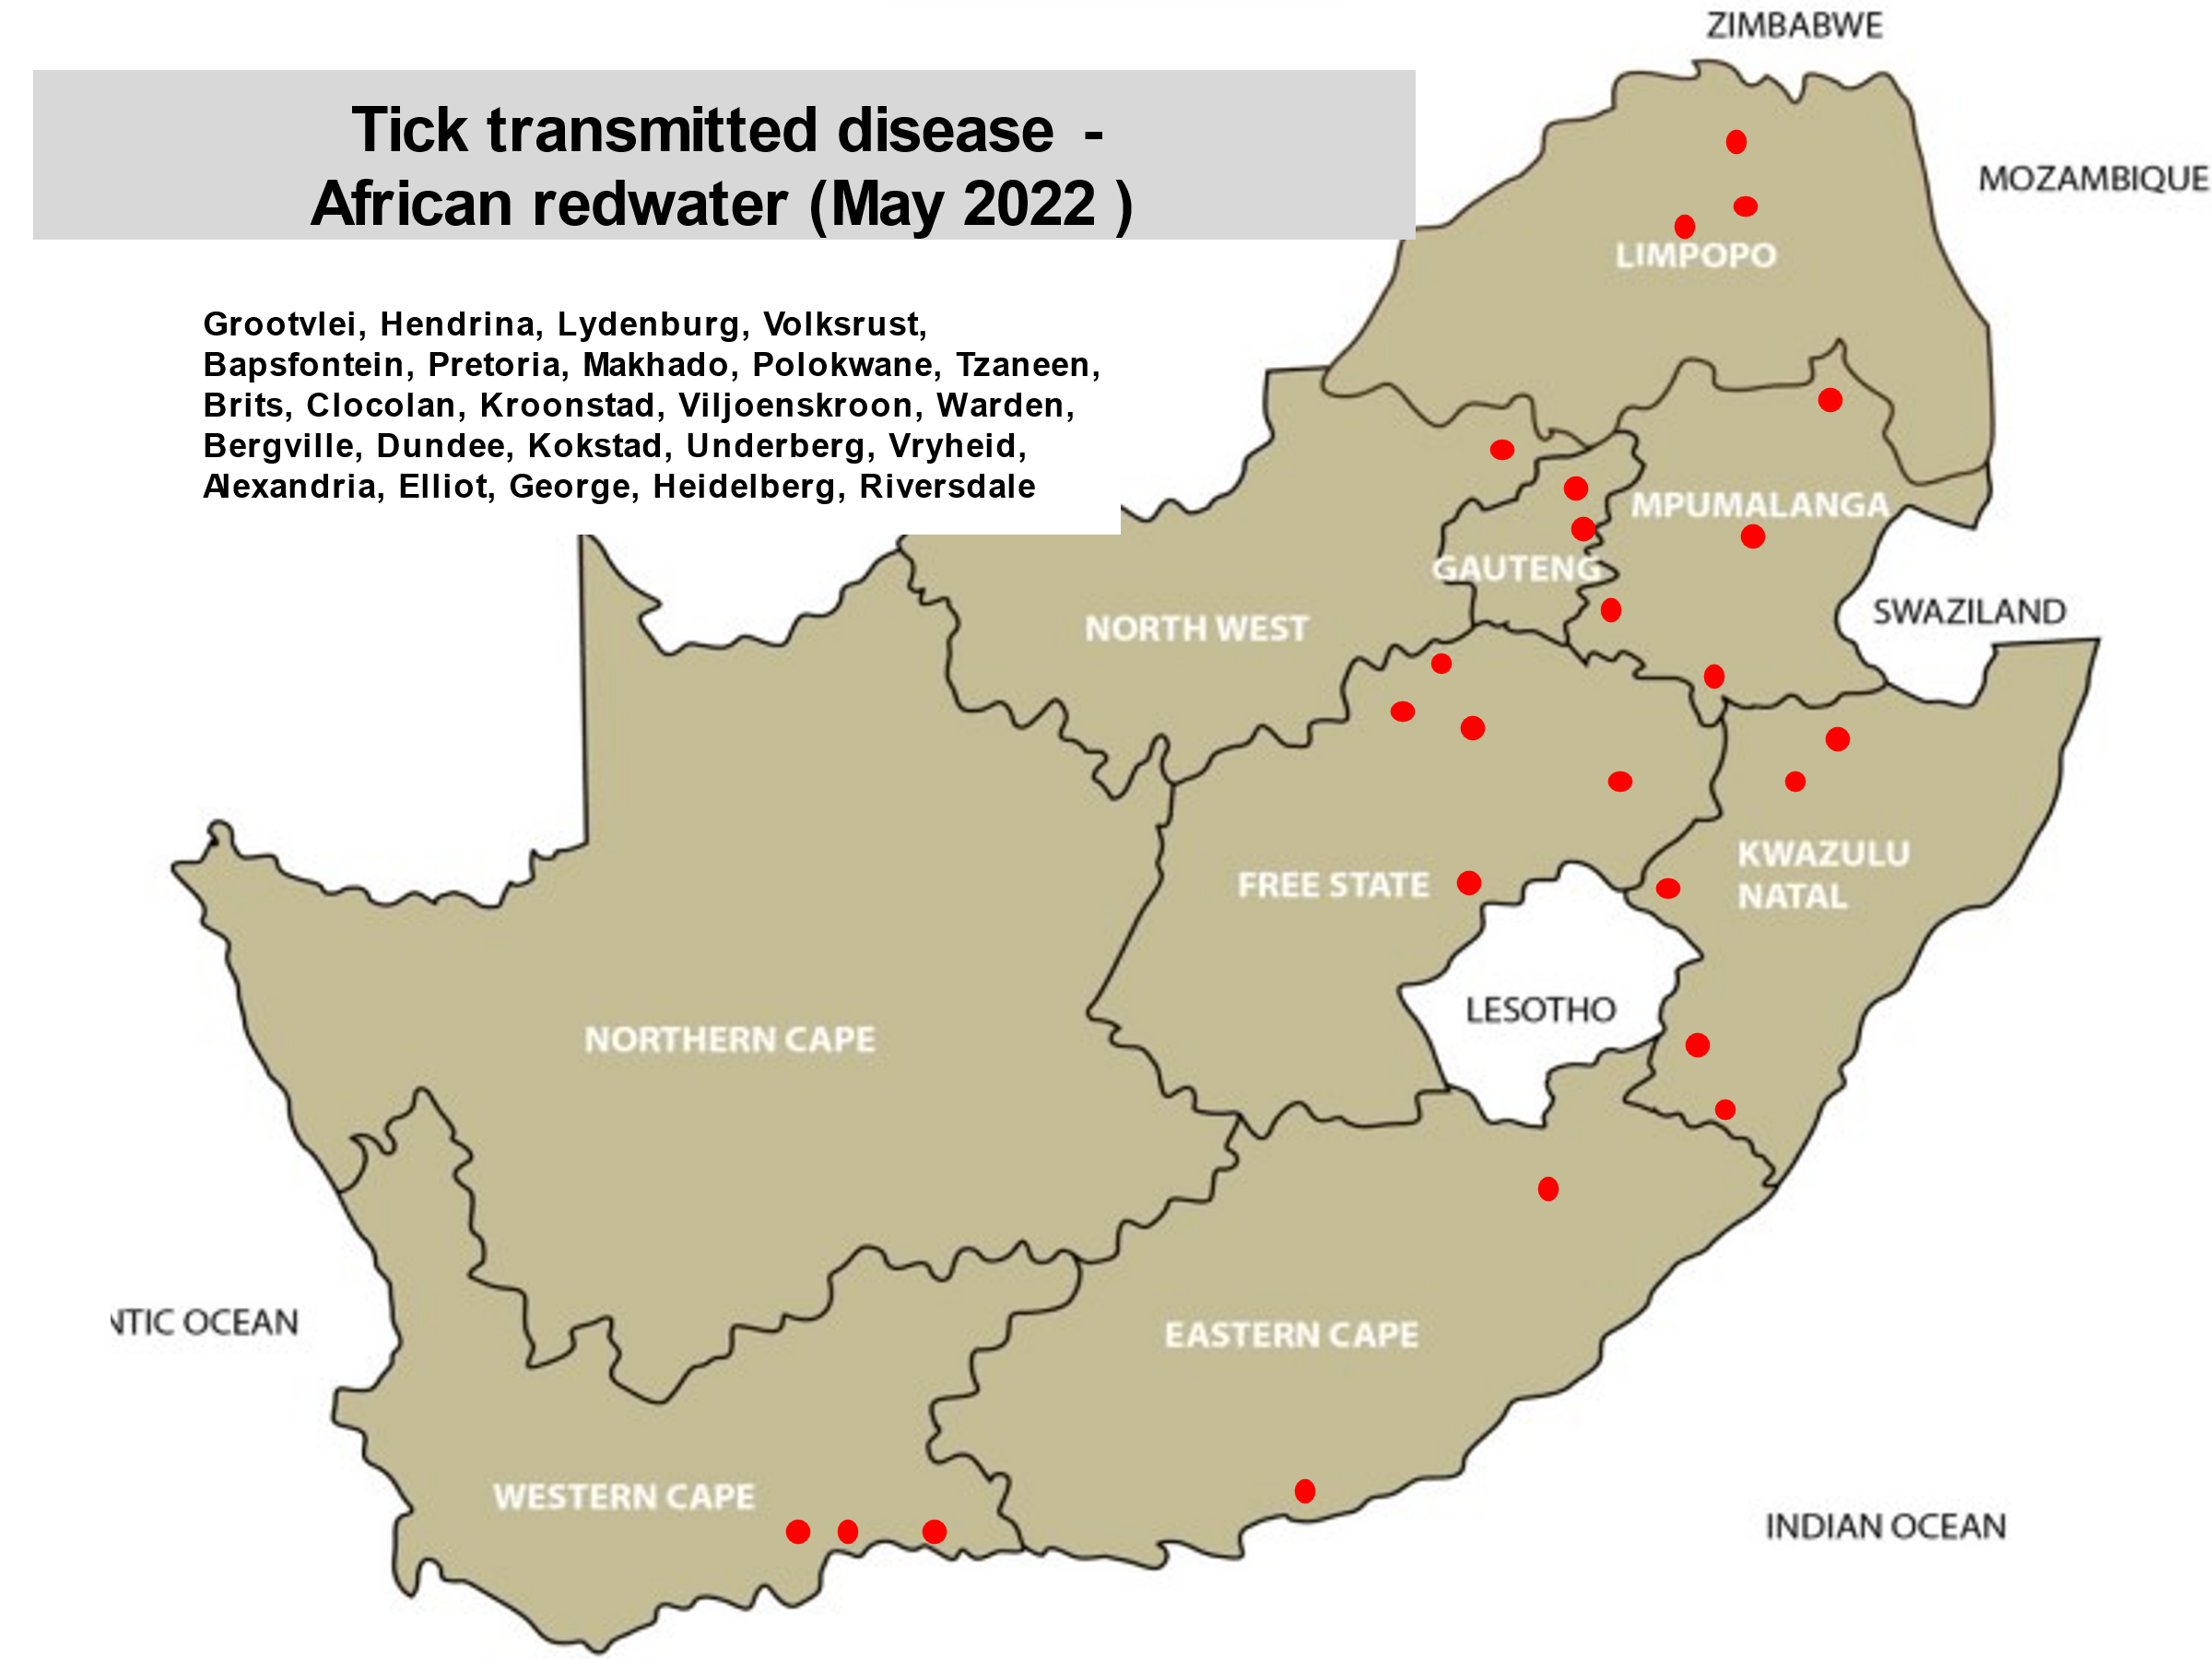 ZIMBABWE
Tick transmitted disease -
African redwater (May 2022 )
MOZAMBIQUE
LIMPOPO
Grootvlei, Hendrina, Lydenburg, Volksrust,
Bapsfontein, Pretoria, Makhado, Polokwane, Tzaneen,
Brits, Clocolan, Kroonstad, Viljoenskroon, Warden,
Bergville, Dundee, Kokstad, Underberg, Vryheid,
Alexandria, Elliot, George, Heidelberg, Riversdale
MPUMALANGA
GAUTENG
SWAZILAND
NORTH WEST
KWAZULU
NATAL
FREE STATE
LESOTHO
NORTHERN CAPE
NTIC OCEAN
EASTERN CAPE
WESTERN CAPE
INDIAN OCEAN